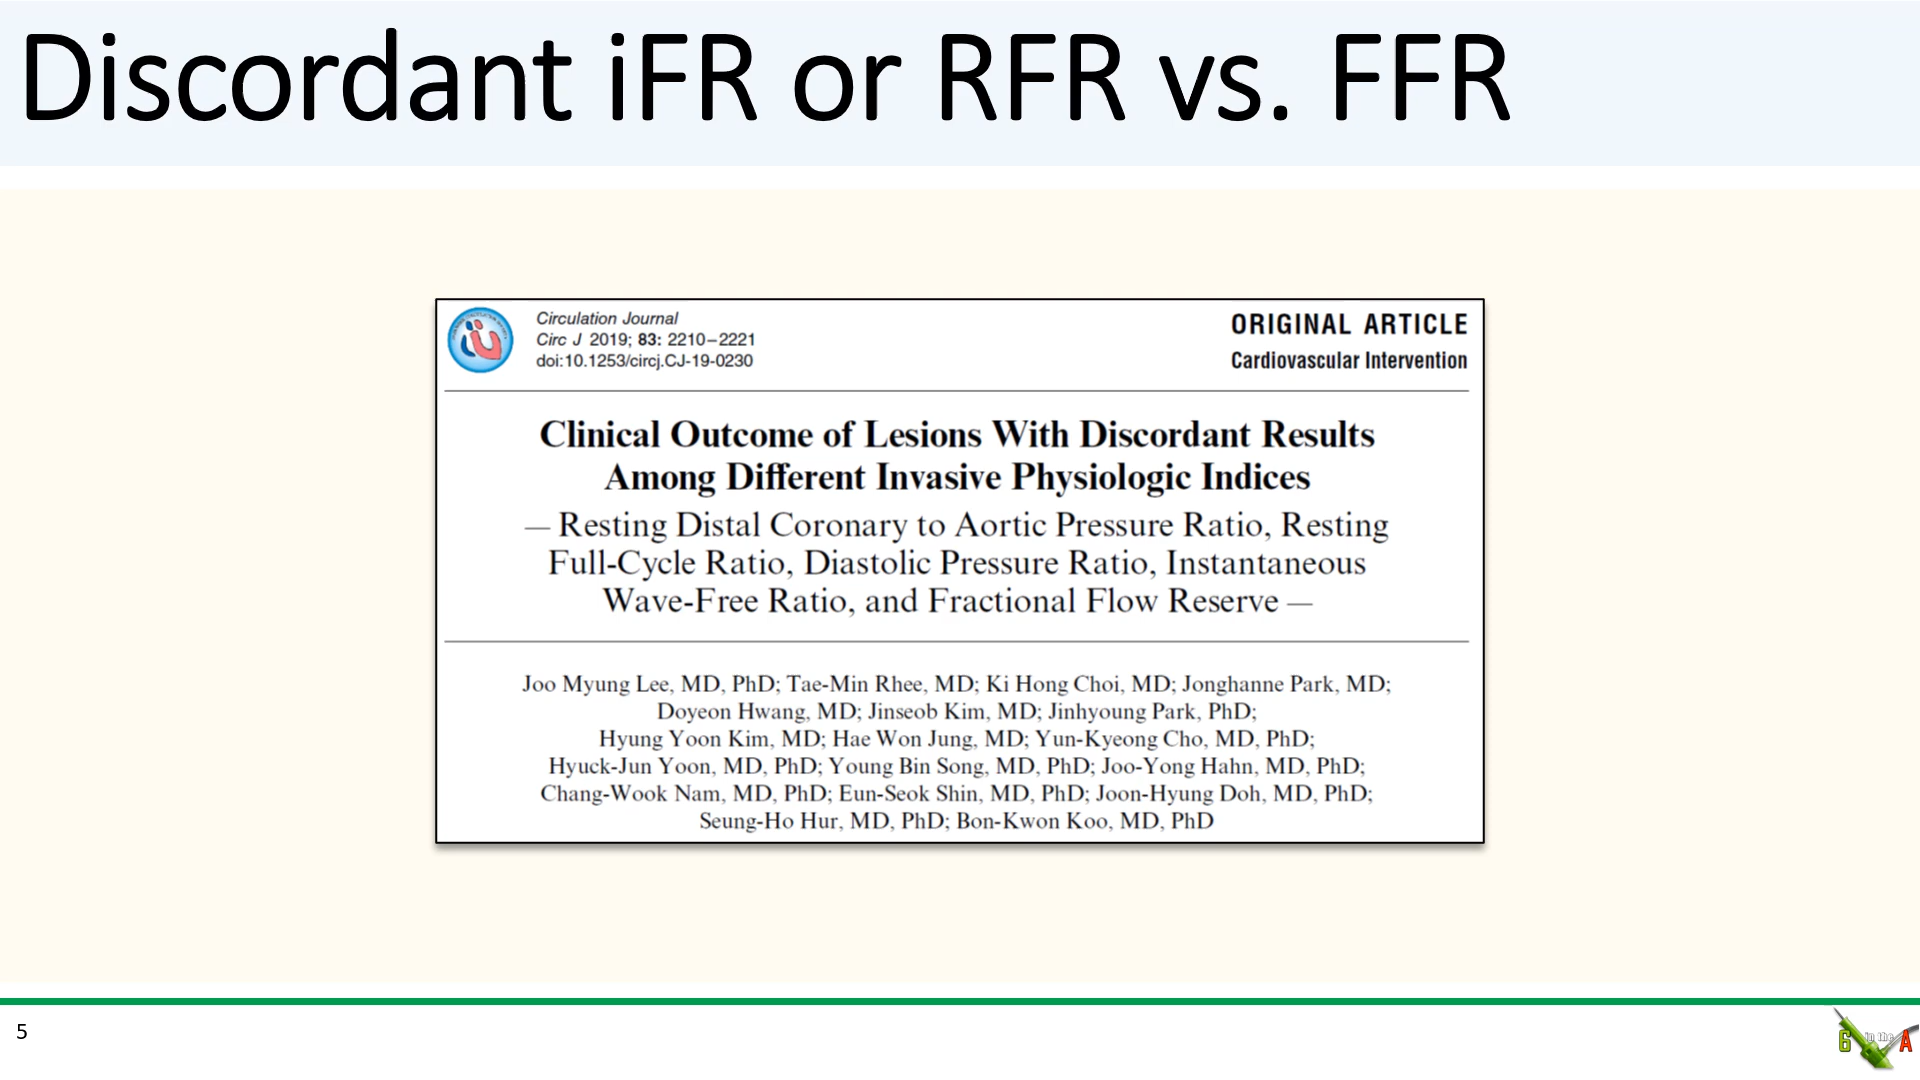 Discordant iFR or RFR vs. FFR
Circulation Journal
Circ J 2019; 83: 2210–2221
doi:10.1253/circj.CJ-19-0230
ORIGINAL ARTICLE
Cardiovascular Intervention
Clinical Outcome of Lesions With Discordant Results
Among Different Invasive Physiologic Indices
— Resting Distal Coronary to Aortic Pressure Ratio, Resting
Full-Cycle Ratio, Diastolic Pressure Ratio, Instantaneous
Wave-Free Ratio, and Fractional Flow Reserve —
Joo Myung Lee, MD, PhD; Tae-Min Rhee, MD; Ki Hong Choi, MD; Jonghanne Park, MD;
Doyeon Hwang, MD; Jinseob Kim, MD; Jinhyoung Park, PhD;
Hyung Yoon Kim, MD; Hae Won Jung, MD; Yun-Kyeong Cho, MD, PhD;
Hyuck-Jun Yoon, MD, PhD; Young Bin Song, MD, PhD; Joo-Yong Hahn, MD, PhD;
Chang-Wook Nam, MD, PhD; Eun-Seok Shin, MD, PhD; Joon-Hyung Doh, MD, PhD;
Seung-Ho Hur, MD, PhD; Bon-Kwon Koo, MD, PhD
5
6 in the A